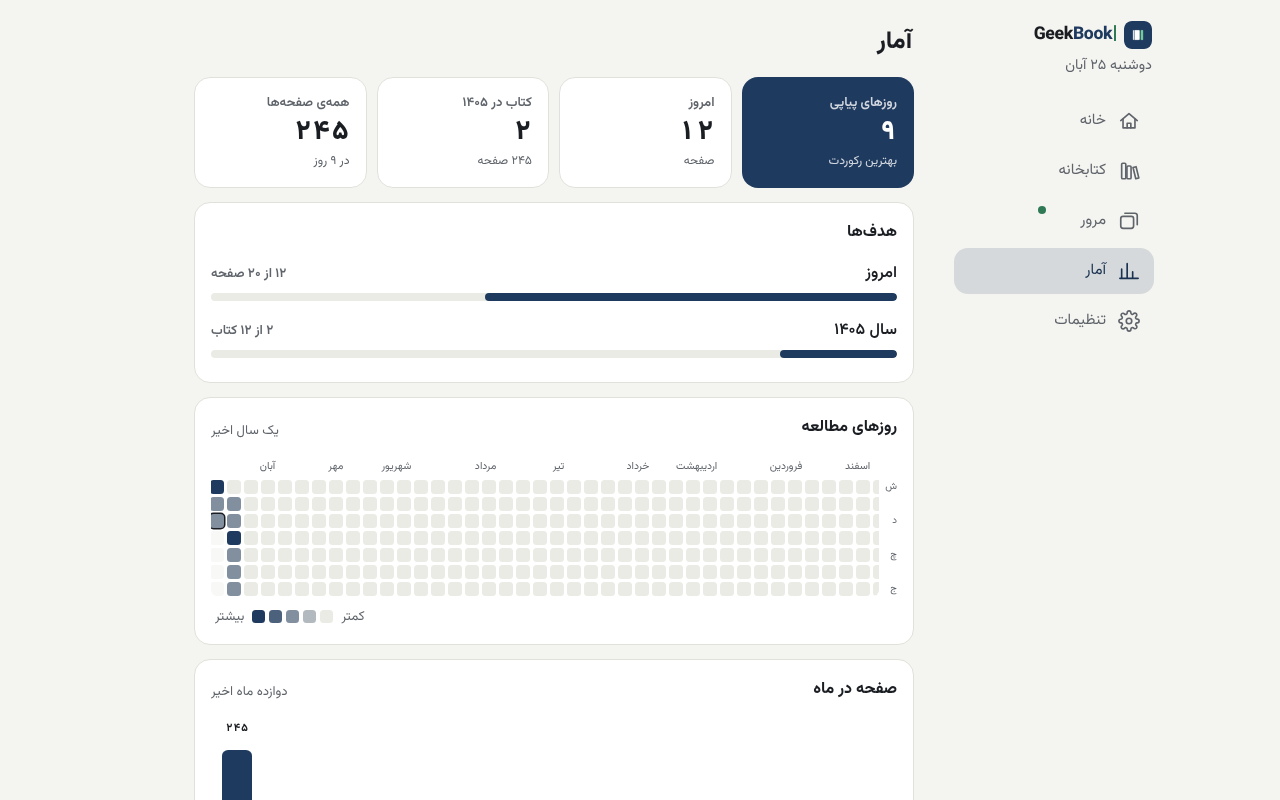 GeekBook
دوشنبه ۲۵ آبان
خانه
کتابخانه
مرور
آمار
تنظیمات
آمار
روزهای پیاپی
۹
بهترین رکوردت
امروز
۱۲
صفحه
کتاب در ۱۴۰۵
۲
۲۴۵ صفحه
همه‌ی صفحه‌ها
۲۴۵
در ۹ روز
هدف‌ها
امروز
۱۲ از ۲۰ صفحه
سال ۱۴۰۵
۲ از ۱۲ کتاب
روزهای مطالعه
یک سال اخیر
اسفند فروردین اردیبهشت خرداد تیر مرداد شهریور مهر آبان
ش
د
چ
ج
کمتر
بیشتر
صفحه در ماه
دوازده ماه اخیر
۲۴۵